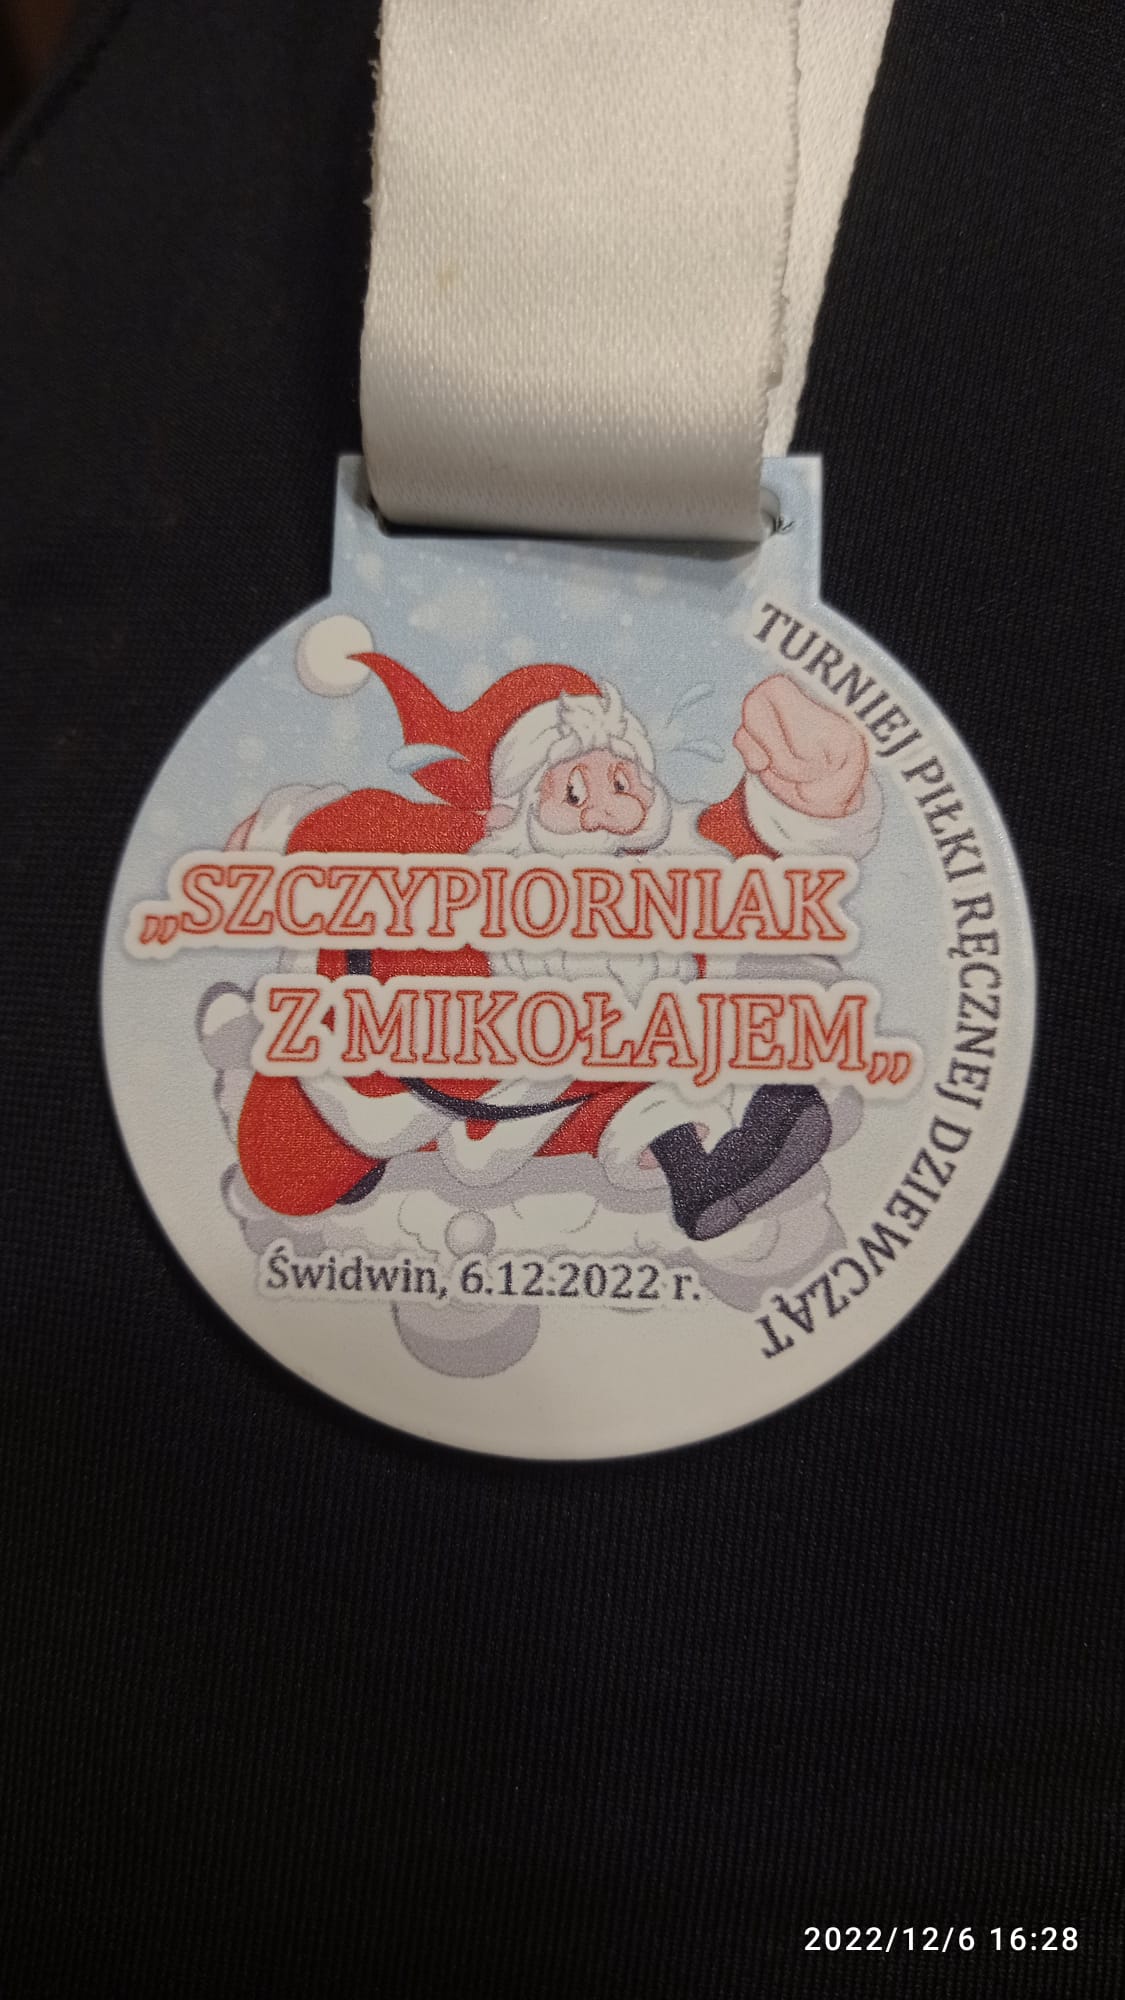 TURNIEJ PIŁKI RĘCZNEJ DZIEWCZĄT
„SZCZYPIORNIAK
Z MIKOŁAJEM„
Świdwin, 6.12.2022 r.
2022/12/6 16:28